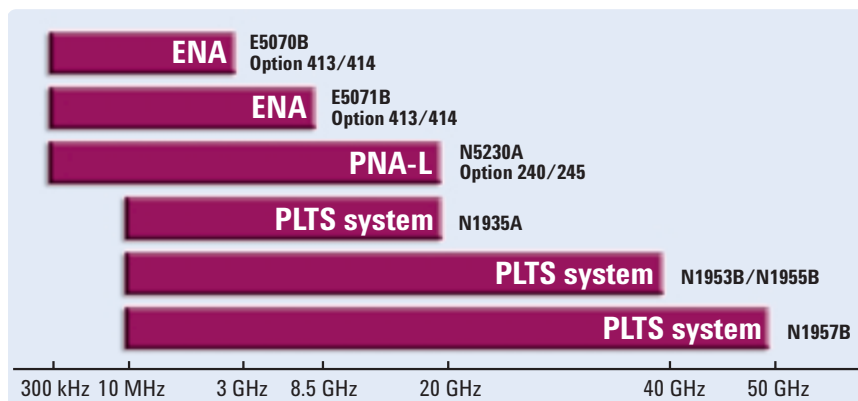 ENA
E5070B
Option 413/414
ENA
E5071B
Option 413/414
PNA-L
N5230A
Option 240/245
PLTS system
N1935A
PLTS system
N1953B/N1955B
PLTS system
N1957B
300 kHz 10 MHz 3 GHz 8.5 GHz 20 GHz 40 GHz 50 GHz